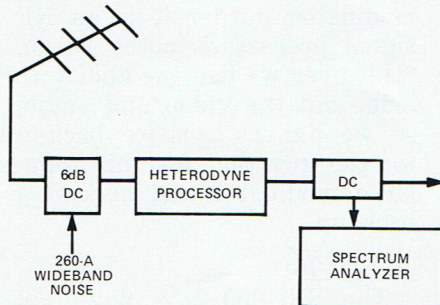 6dB
DC
HETERODYNE
PROCESSOR
DC
260-A
WIDEBAND
NOISE
SPECTRUM
ANALYZER